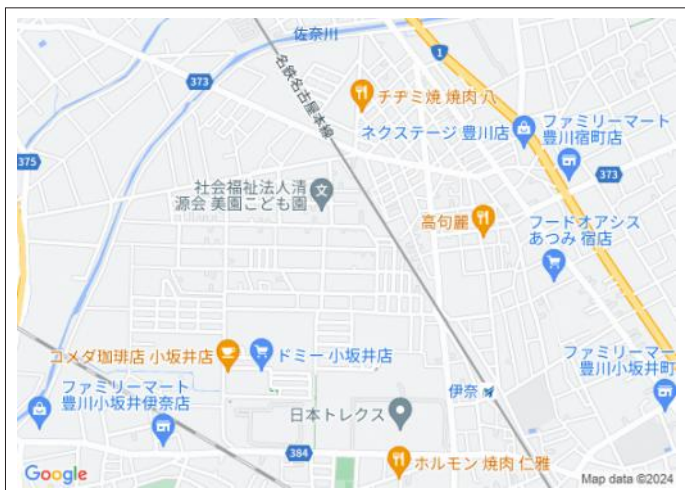 佐奈川
1
373
名鉄名古屋本線
チヂミ焼 焼肉 八
ネクステージ 豊川店
ファミリーマート
豊川宿町店
375
373
社会福祉法人清
源会 美園こども園
高句麗
フードオアシス
あつみ 宿店
コメダ珈琲店 小坂井店
ドミー 小坂井店
ファミリーマー
豊川小坂井町
ファミリーマート
豊川小坂井伊奈店
伊奈
日本トレクス
384
ホルモン 焼肉 仁雅
Google
Map data ©2024